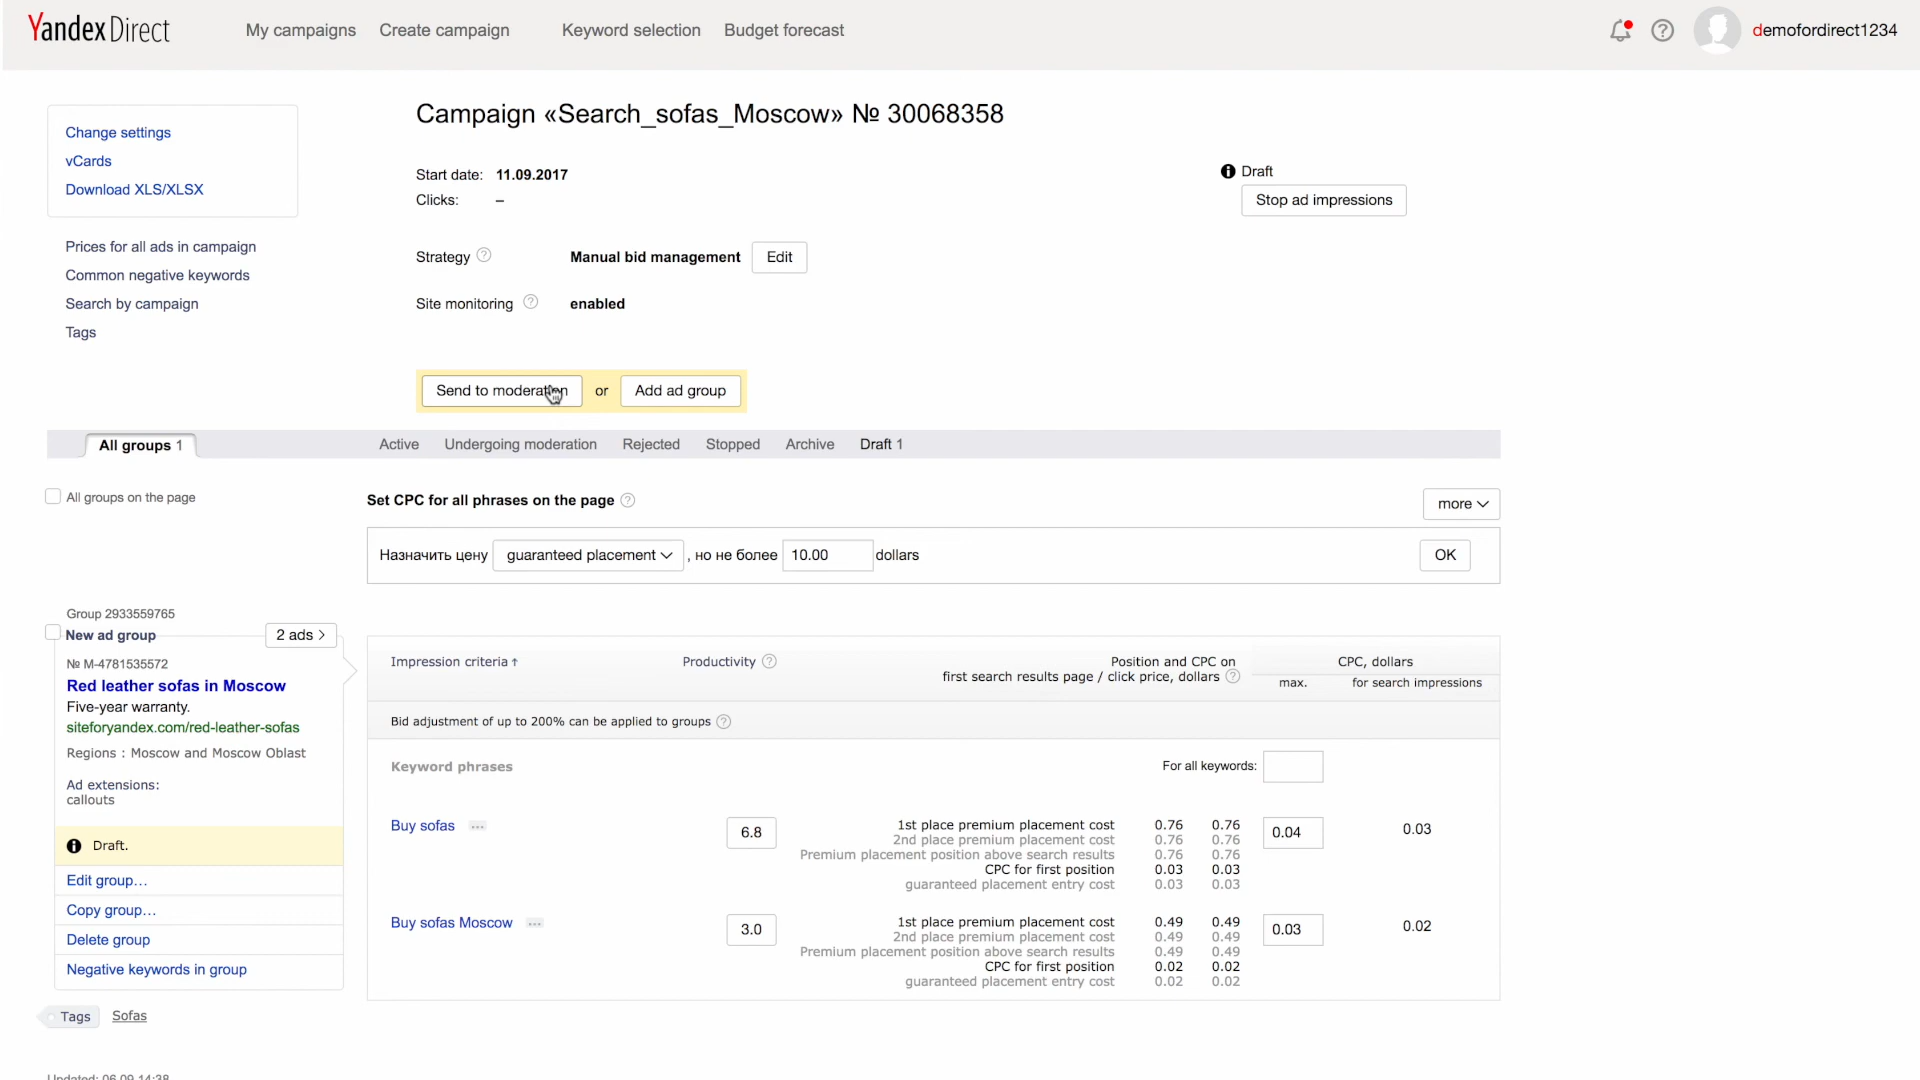 Yandex Direct
My campaigns
Create campaign
Keyword selection
Budget forecast
demofordirect1234
Change settings
vCards
Download XLS/XLSX
Prices for all ads in campaign
Common negative keywords
Search by campaign
Tags
Campaign «Search_sofas_Moscow» № 30068358
Start date: 11.09.2017
Clicks: –
Draft
Stop ad impressions
Strategy ? Manual bid management Edit
Site monitoring ? enabled
Send to moderation or Add ad group
All groups 1
Active
Undergoing moderation
Rejected
Stopped
Archive
Draft 1
All groups on the page
Set CPC for all phrases on the page ?
more
Назначить цену guaranteed placement , но не более 10.00 dollars OK
Group 2933559765
New ad group 2 ads >
№ M-4781535572
Red leather sofas in Moscow
Five-year warranty.
siteforyandex.com/red-leather-sofas
Regions : Moscow and Moscow Oblast
Ad extensions:
callouts
Draft.
Edit group...
Copy group...
Delete group
Negative keywords in group
Tags Sofas
Updated: 06.09 14:38
Impression criteria ↑
Productivity ?
Position and CPC on
first search results page / click price, dollars ?
CPC, dollars
max. for search impressions
Bid adjustment of up to 200% can be applied to groups ?
Keyword phrases
For all keywords:
Buy sofas ... 6.8
1st place premium placement cost 0.76 0.76
2nd place premium placement cost 0.76 0.76
Premium placement position above search results 0.76 0.76
CPC for first position 0.03 0.03
guaranteed placement entry cost 0.03 0.03
0.04 0.03
Buy sofas Moscow ... 3.0
1st place premium placement cost 0.49 0.49
2nd place premium placement cost 0.49 0.49
Premium placement position above search results 0.49 0.49
CPC for first position 0.02 0.02
guaranteed placement entry cost 0.02 0.02
0.03 0.02